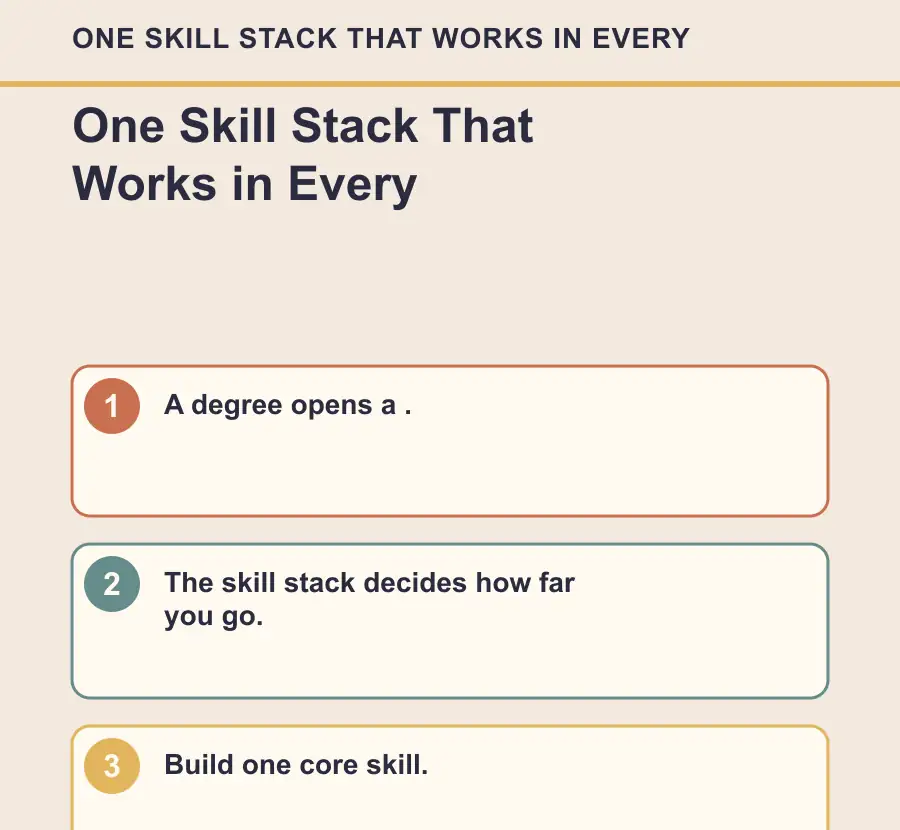 ONE SKILL STACK THAT WORKS IN EVERY
One Skill Stack That
Works in Every
1
A degree opens a .
2
The skill stack decides how far
you go.
3
Build one core skill.